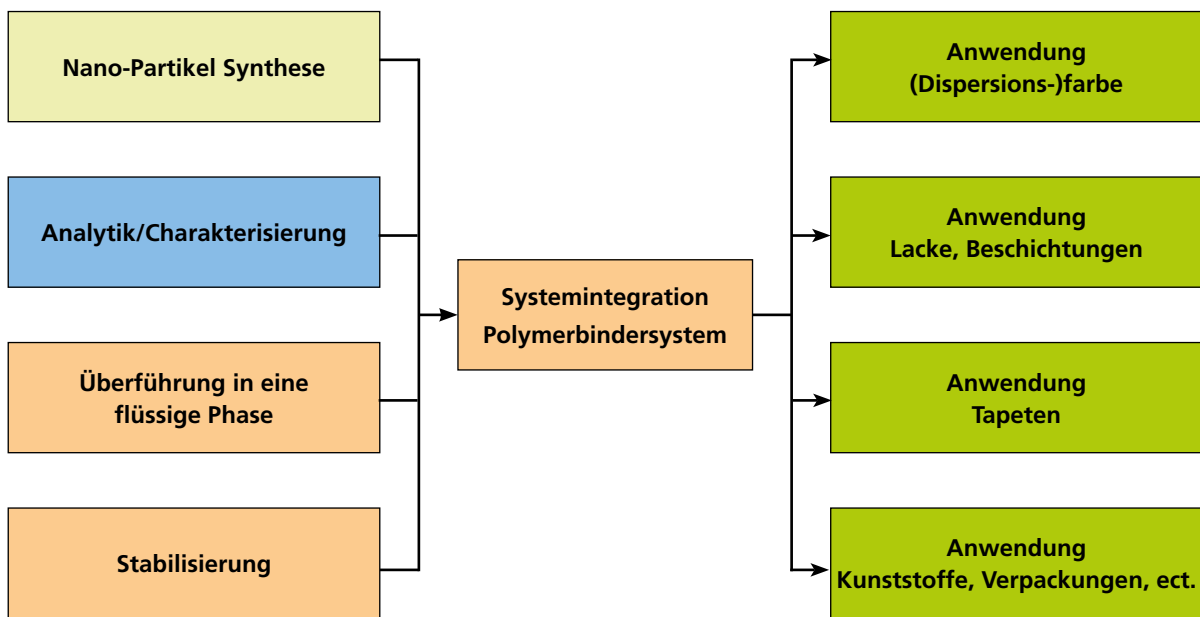 Nano-Partikel Synthese
Analytik/Charakterisierung
Überführung in eine
flüssige Phase
Stabilisierung
Systemintegration
Polymerbindersystem
Anwendung
(Dispersions-)farbe
Anwendung
Lacke, Beschichtungen
Anwendung
Tapeten
Anwendung
Kunststoffe, Verpackungen, ect.